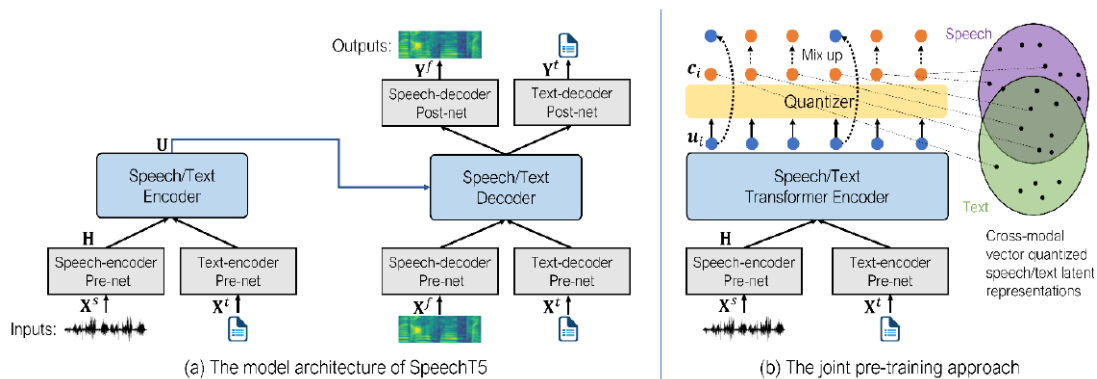 Outputs:
Y^f
Y^t
Speech-decoder
Post-net
Text-decoder
Post-net
U
Speech/Text
Encoder
Speech/Text
Decoder
H
Speech-encoder
Pre-net
Text-encoder
Pre-net
Speech-decoder
Pre-net
Text-decoder
Pre-net
X^s
X^t
X^f
X^t
Inputs:
(a) The model architecture of SpeechT5
Mix up
c_i
Quantizer
u_i
Speech/Text
Transformer Encoder
H
Speech-encoder
Pre-net
Text-encoder
Pre-net
X^s
X^t
Speech
Text
Cross-modal
vector quantized
speech/text latent
representations
(b) The joint pre-training approach